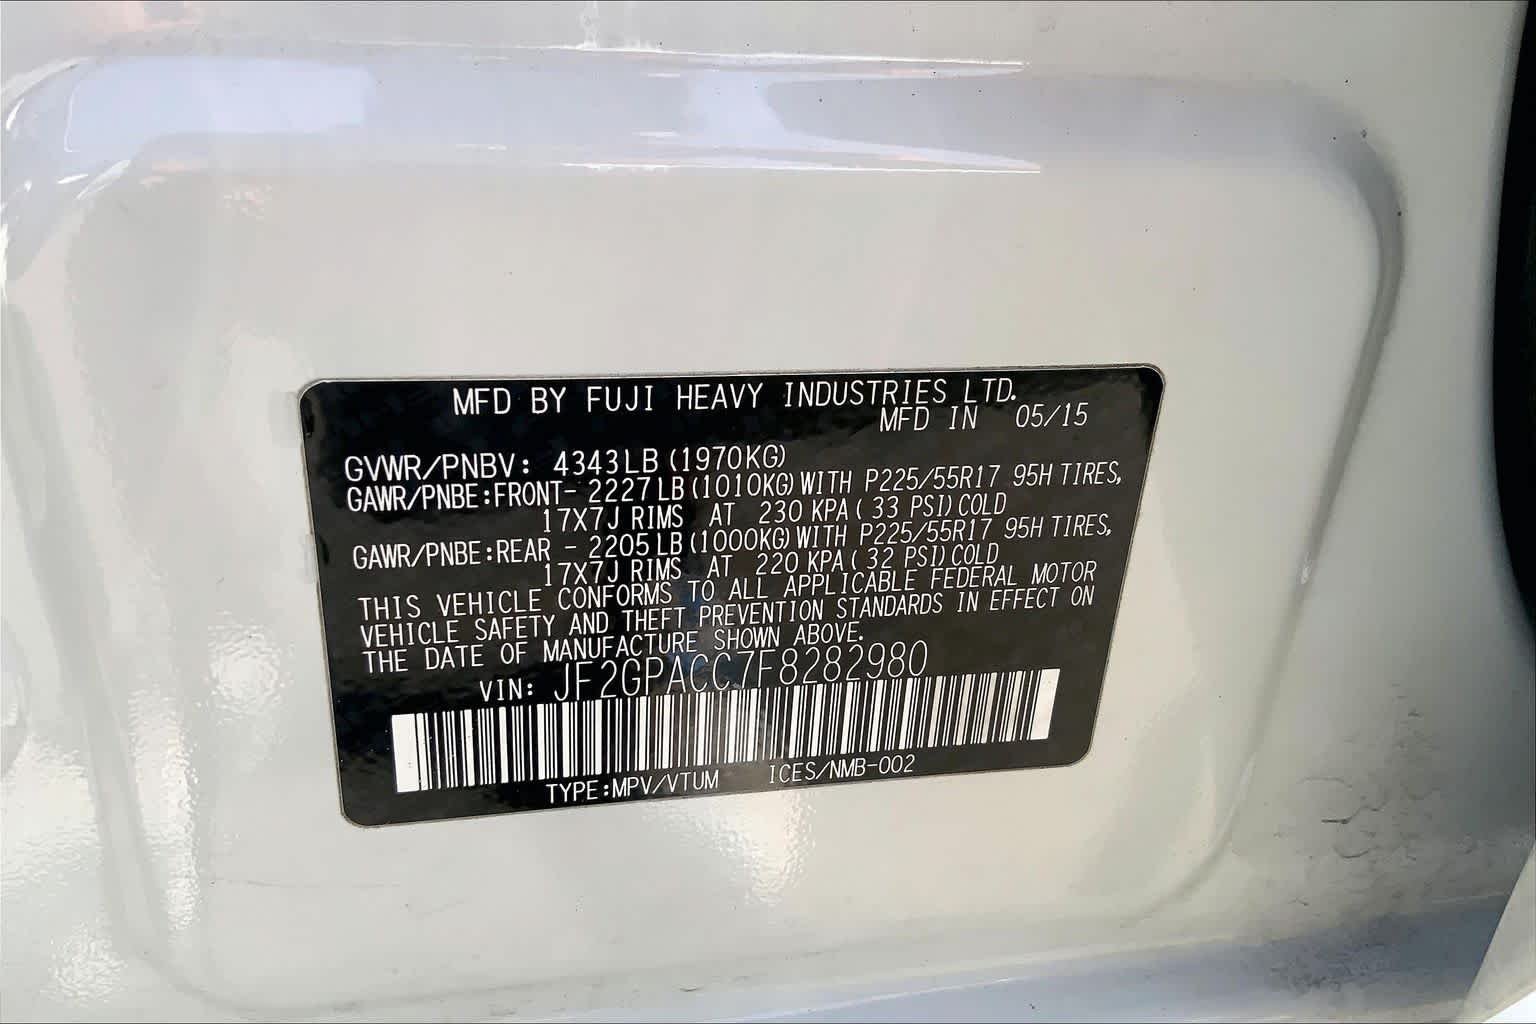 MFD BY FUJI HEAVY INDUSTRIES LTD.
MFD IN 05/15
GVWR/PNBV: 4343LB (1970KG)
GAWR/PNBE:FRONT- 2227LB (1010KG) WITH P225/55R17 95H TIRES,
17X7J RIMS AT 230 KPA ( 33 PSI) COLD
GAWR/PNBE:REAR - 2205LB (1000KG) WITH P225/55R17 95H TIRES,
17X7J RIMS AT 220 KPA ( 32 PSI) COLD
THIS VEHICLE CONFORMS TO ALL APPLICABLE FEDERAL MOTOR
VEHICLE SAFETY AND THEFT PREVENTION STANDARDS IN EFFECT ON
THE DATE OF MANUFACTURE SHOWN ABOVE.
VIN: JF2GPACC7F8282980
TYPE:MPV/VTUM ICES/NMB-002